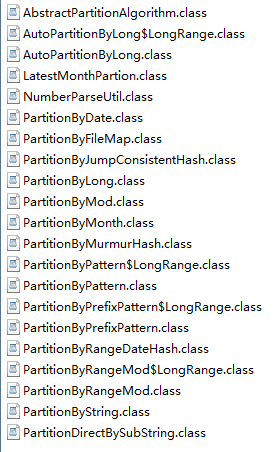 AbstractPartitionAlgorithm.class
AutoPartitionByLong$LongRange.class
AutoPartitionByLong.class
LatestMonthPartion.class
NumberParseUtil.class
PartitionByDate.class
PartitionByFileMap.class
PartitionByJumpConsistentHash.class
PartitionByLong.class
PartitionByMod.class
PartitionByMonth.class
PartitionByMurmurHash.class
PartitionByPattern$LongRange.class
PartitionByPattern.class
PartitionByPrefixPattern$LongRange.class
PartitionByPrefixPattern.class
PartitionByRangeDateHash.class
PartitionByRangeMod$LongRange.class
PartitionByRangeMod.class
PartitionByString.class
PartitionDirectBySubString.class